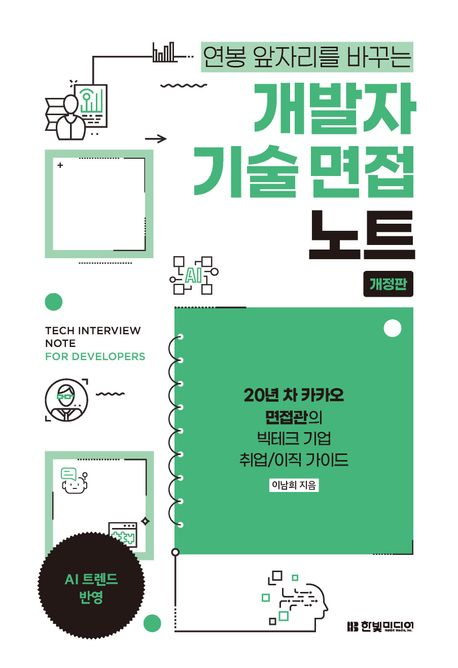 연봉 앞자리를 바꾸는
개발자
기술 면접
노트
개정판
AI
TECH INTERVIEW
NOTE
FOR DEVELOPERS
20년 차 카카오
면접관의
빅테크 기업
취업/이직 가이드
이남희 지음
AI 트렌드
반영
한빛미디어